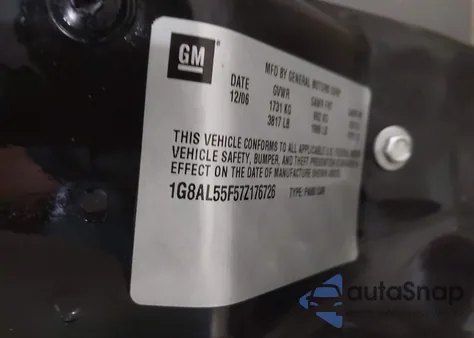 GM
MFD BY GENERAL MOTORS CORP
DATE GVWR GAWR FRT
12/06 1731 KG
3817 LB
THIS VEHICLE CONFORMS TO ALL APPLICABLE U.S. FEDERAL
VEHICLE SAFETY, BUMPER, AND THEFT PREVENTION STANDARDS
EFFECT ON THE DATE OF MANUFACTURE SHOWN ABOVE.
1G8AL55F57Z176726 TYPE: PASS CAR
autoSnap